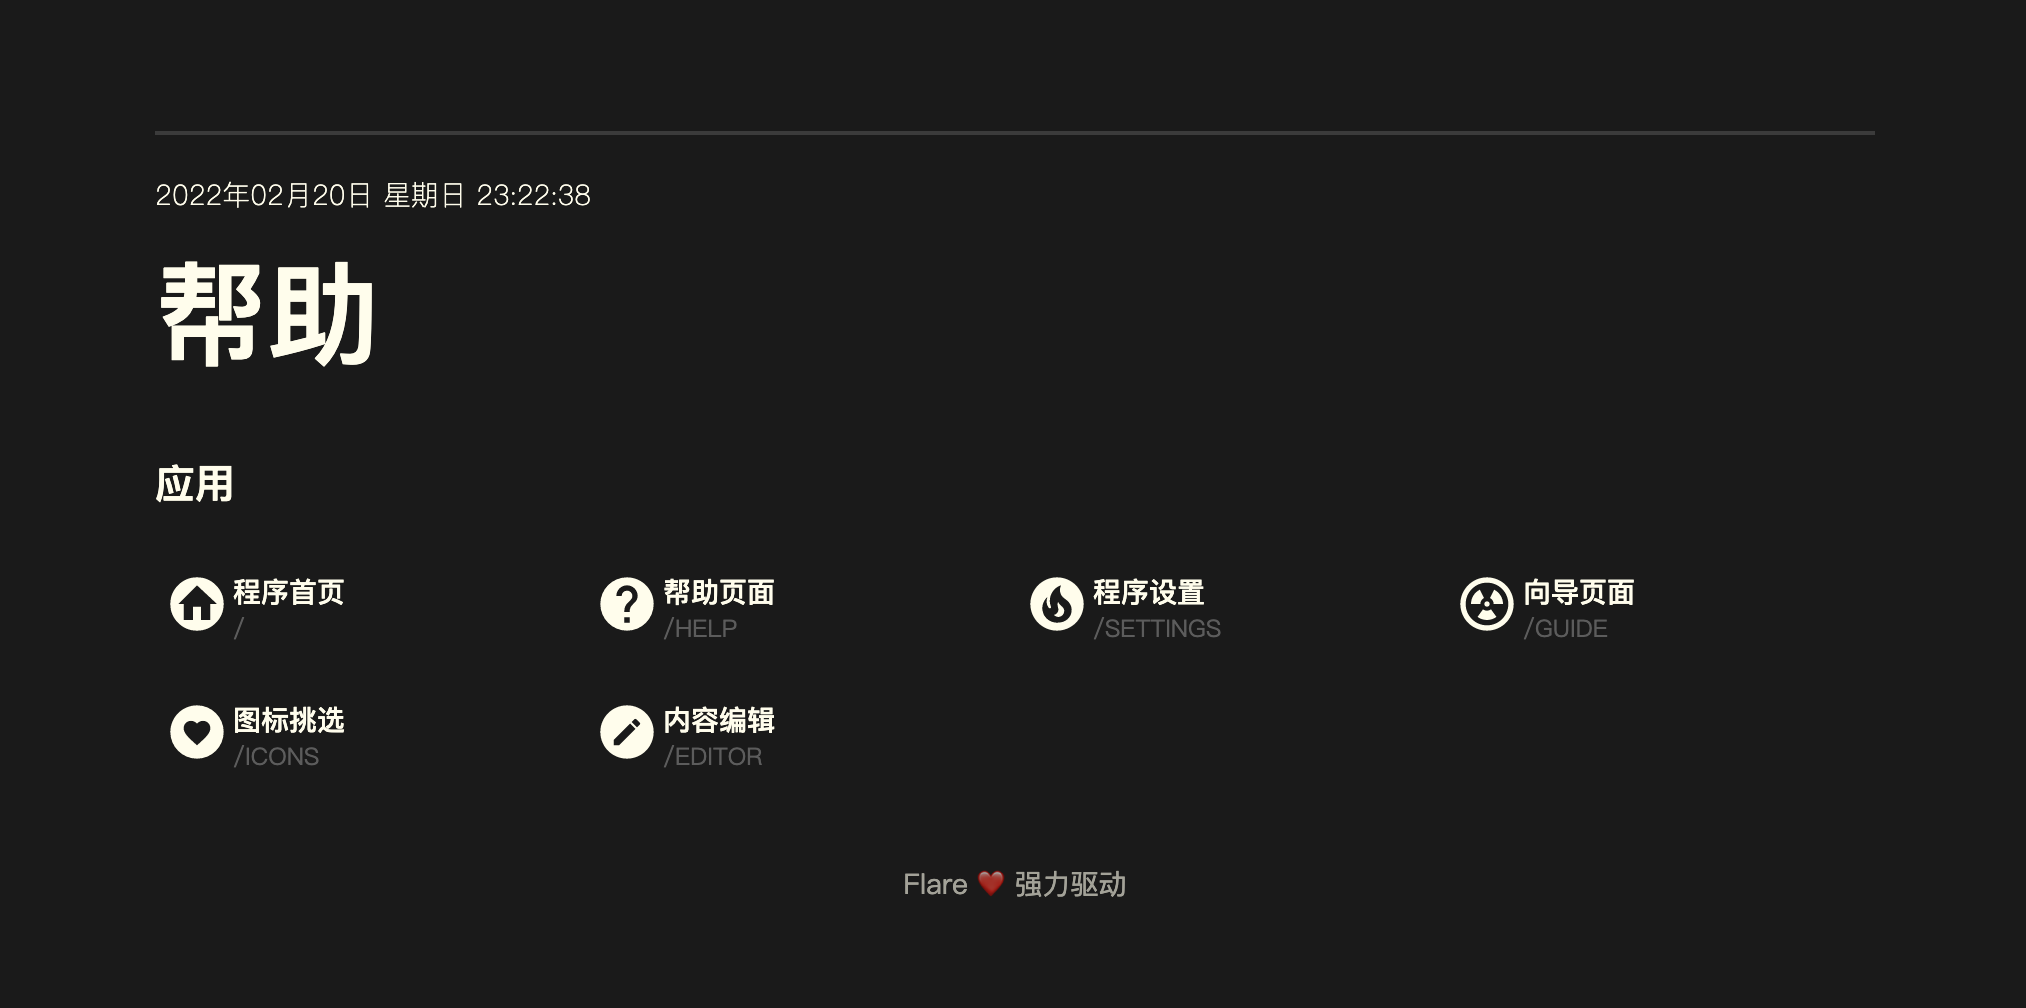 2022年02月20日 星期日 23:22:38
帮助
应用
程序首页
/
帮助页面
/HELP
程序设置
/SETTINGS
向导页面
/GUIDE
图标挑选
/ICONS
内容编辑
/EDITOR
Flare ❤️ 强力驱动